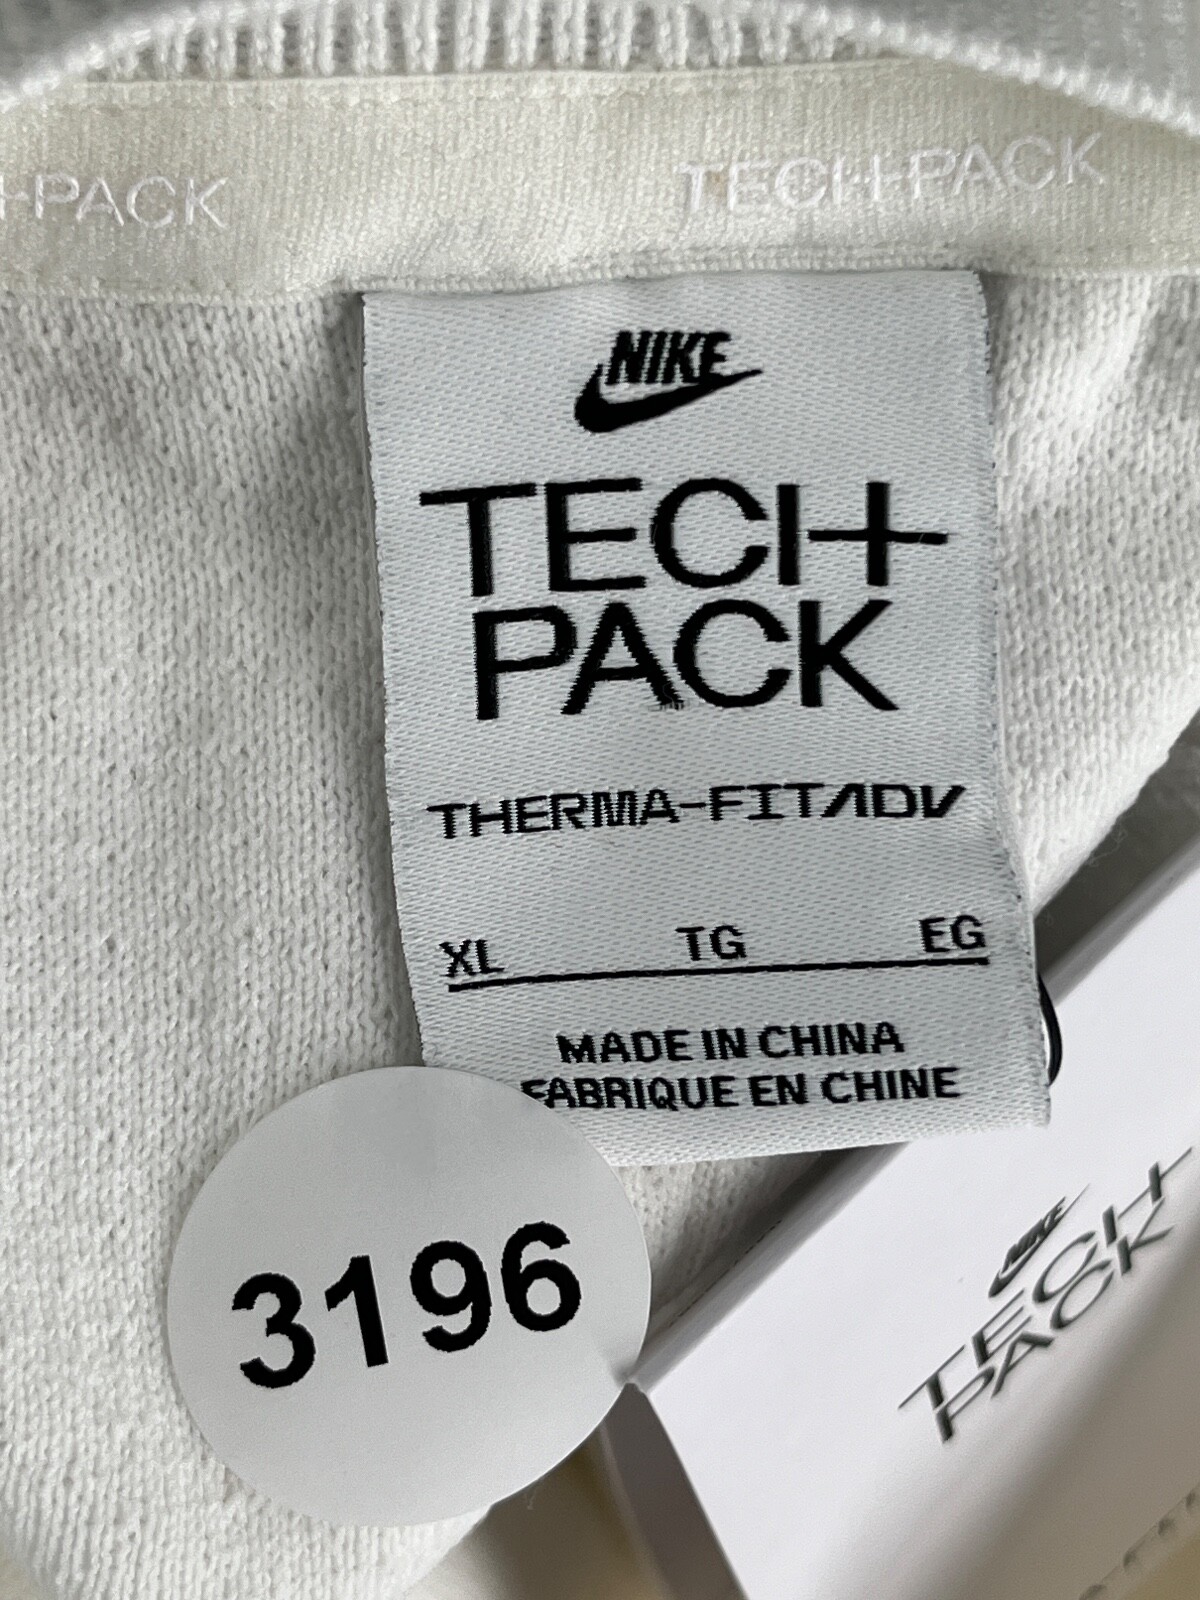 PACK TECH+PACK
NIKE
TECH+
PACK
THERMA-FITADV
XL TG EG
MADE IN CHINA
FABRIQUE EN CHINE
3196
NIKE
TECH+
PACK